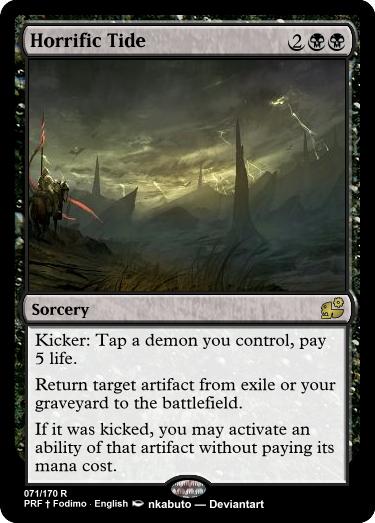 Horrific Tide 2
Sorcery
Kicker: Tap a demon you control, pay
5 life.
Return target artifact from exile or your
graveyard to the battlefield.
If it was kicked, you may activate an
ability of that artifact without paying its
mana cost.
071/170 R
PRF † Fodimo · English nkabuto — Deviantart